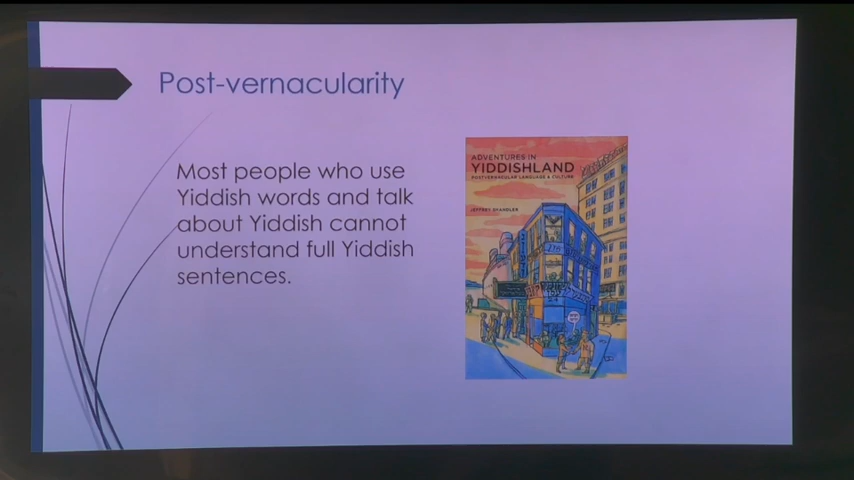 Post-vernacularity
Most people who use
Yiddish words and talk
about Yiddish cannot
understand full Yiddish
sentences.
ADVENTURES IN
YIDDISHLAND
POSTVERNACULAR LANGUAGE & CULTURE
JEFFREY SHANDLER